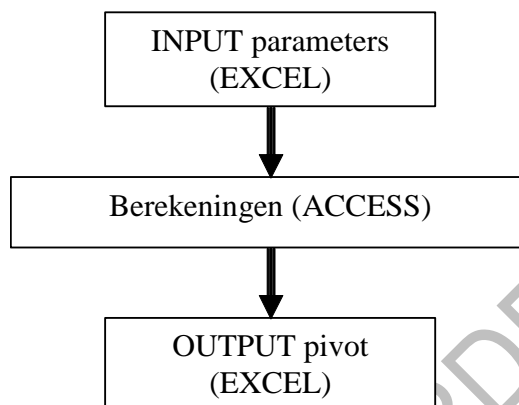 INPUT parameters
(EXCEL)
Berekeningen (ACCESS)
OUTPUT pivot
(EXCEL)